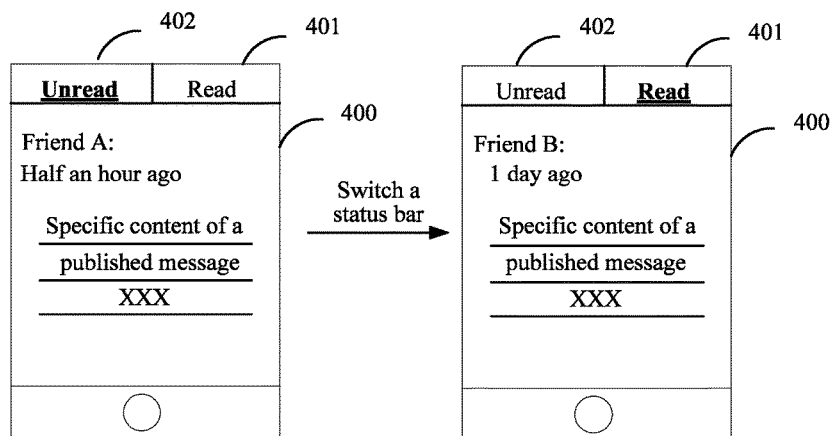 402
401
Unread
Read
400
Friend A:
Half an hour ago
Specific content of a
published message
XXX
Switch a
status bar
402
401
Unread
Read
400
Friend B:
1 day ago
Specific content of a
published message
XXX